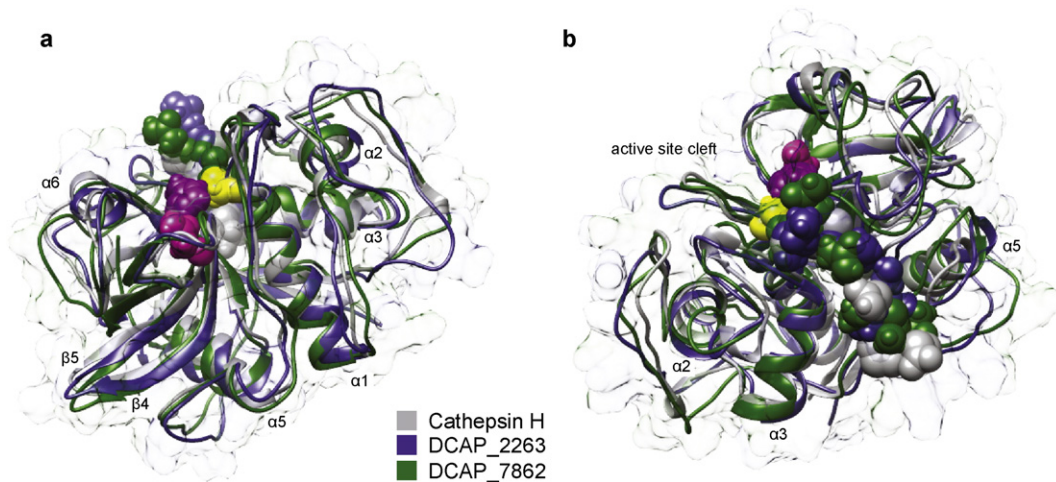 a
α2
α6
α3
β5
β4
α1
α5
Cathepsin H
DCAP_2263
DCAP_7862
b
active site cleft
α5
α2
α3